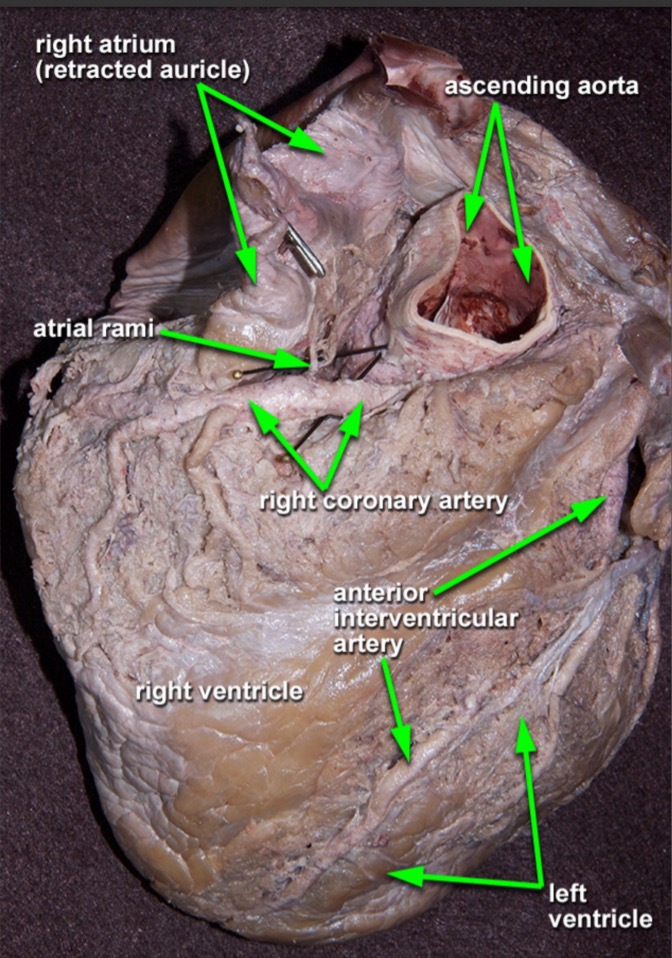 right atrium
(retracted auricle)
ascending aorta
atrial rami
right coronary artery
anterior
interventricular
artery
right ventricle
left
ventricle